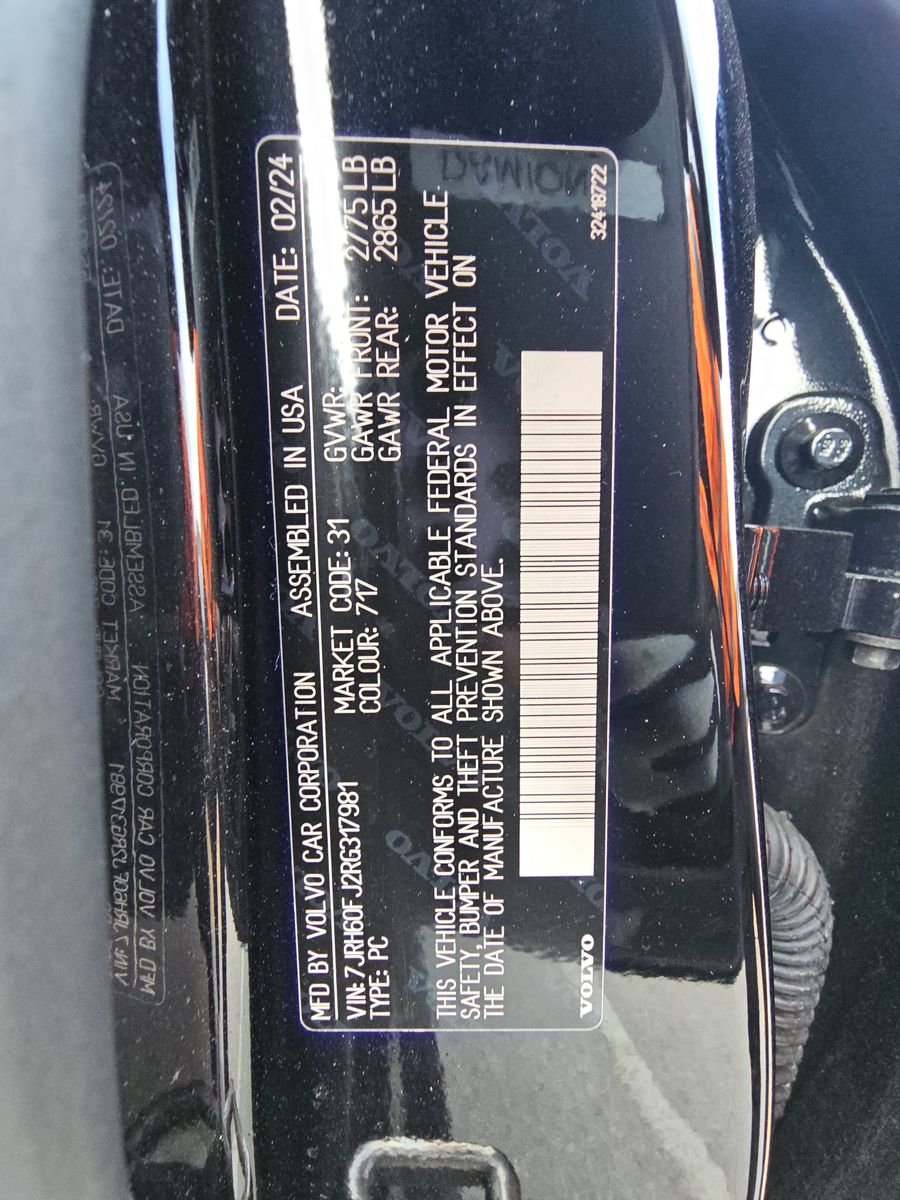 MFD BY VOLVO CAR CORPORATION ASSEMBLED IN USA DATE: 02/24
VIN: 7JRH60FJ2RG317981 MARKET CODE: 31 GVWR:
TYPE: PC COLOUR: 717 GAWR FRONT: 2775 LB
GAWR REAR: 2865 LB
THIS VEHICLE CONFORMS TO ALL APPLICABLE FEDERAL MOTOR VEHICLE
SAFETY, BUMPER AND THEFT PREVENTION STANDARDS IN EFFECT ON
THE DATE OF MANUFACTURE SHOWN ABOVE.
VOLVO 32418722
DAMION